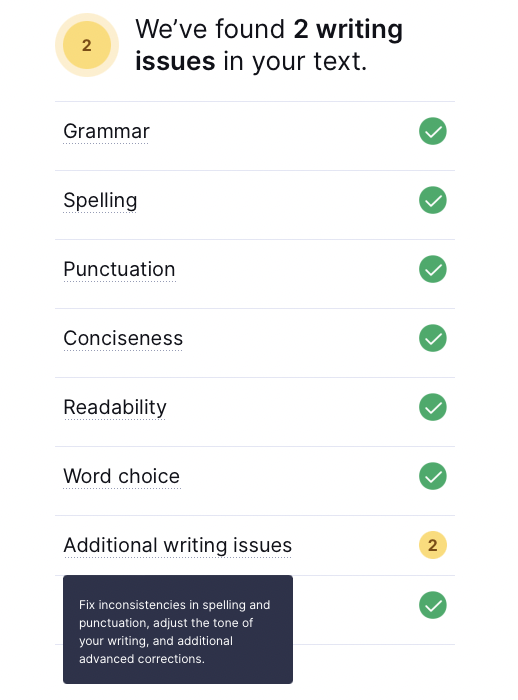 2
We’ve found 2 writing
issues in your text.
Grammar
Spelling
Punctuation
Conciseness
Readability
Word choice
Additional writing issues
2
Fix inconsistencies in spelling and
punctuation, adjust the tone of
your writing, and additional
advanced corrections.